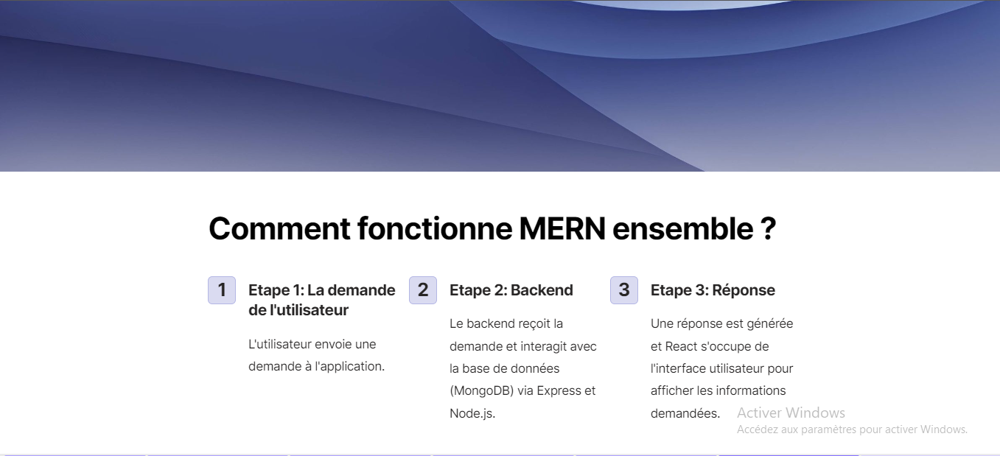 Comment fonctionne MERN ensemble ?
1
Etape 1: La demande
de l'utilisateur
L'utilisateur envoie une
demande à l'application.
2
Etape 2: Backend
Le backend reçoit la
demande et interagit avec
la base de données
(MongoDB) via Express et
Node.js.
3
Etape 3: Réponse
Une réponse est générée
et React s'occupe de
l'interface utilisateur pour
afficher les informations
demandées.
Activer Windows
Accédez aux paramètres pour activer Windows.